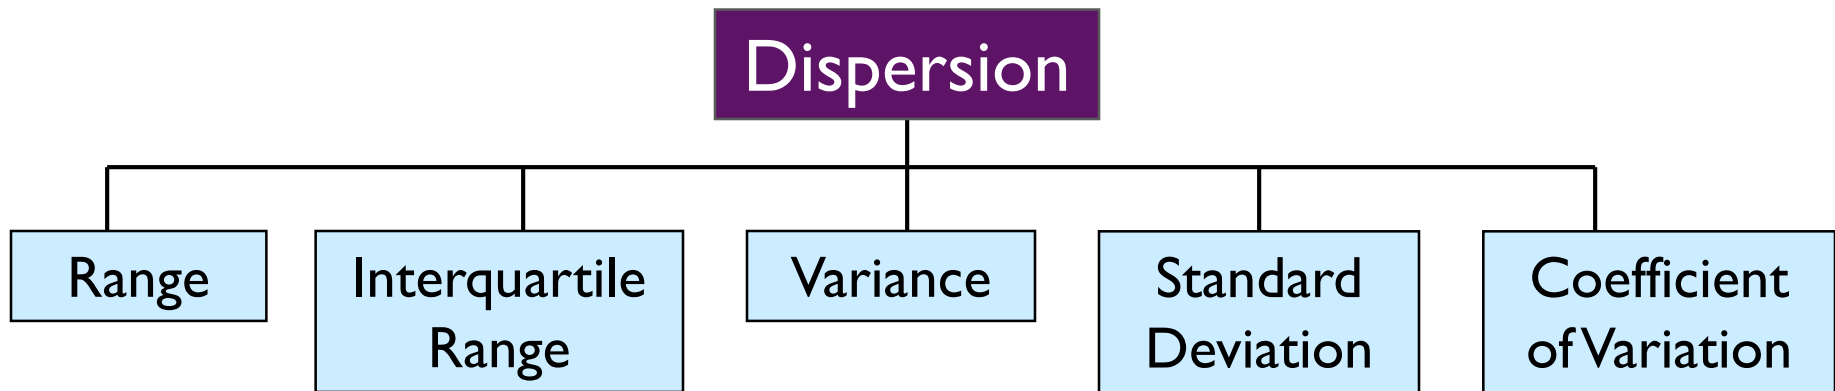 Dispersion
Range
Interquartile
Range
Variance
Standard
Deviation
Coefficient
of Variation